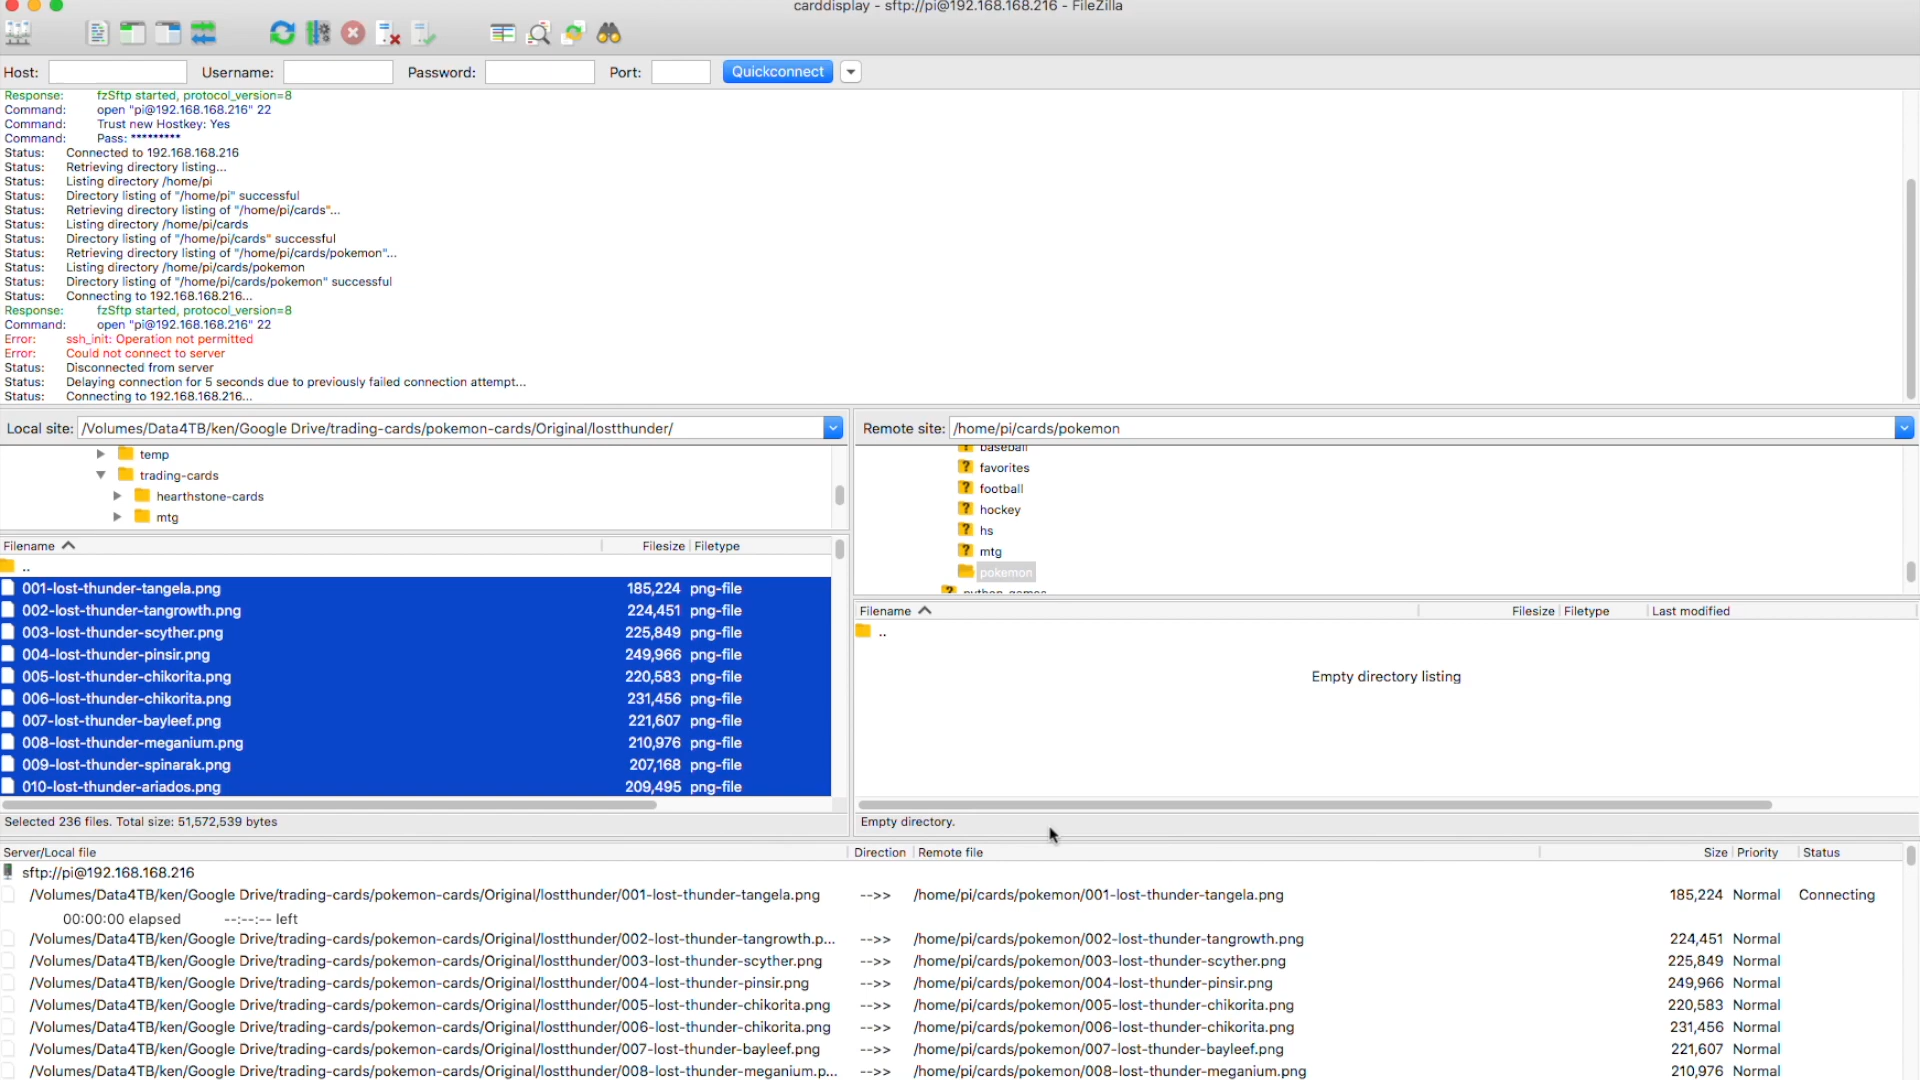 carddisplay - sftp://pi@192.168.168.216 - FileZilla
Host: Username: Password: Port: Quickconnect
Response: fzSftp started, protocol_version=8
Command: open "pi@192.168.168.216" 22
Command: Trust new Hostkey: Yes
Command: Pass: *********
Status: Connected to 192.168.168.216
Status: Retrieving directory listing...
Status: Listing directory /home/pi
Status: Directory listing of "/home/pi" successful
Status: Retrieving directory listing of "/home/pi/cards"...
Status: Listing directory /home/pi/cards
Status: Directory listing of "/home/pi/cards" successful
Status: Retrieving directory listing of "/home/pi/cards/pokemon"...
Status: Listing directory /home/pi/cards/pokemon
Status: Directory listing of "/home/pi/cards/pokemon" successful
Status: Connecting to 192.168.168.216...
Response: fzSftp started, protocol_version=8
Command: open "pi@192.168.168.216" 22
Error: ssh_init: Operation not permitted
Error: Could not connect to server
Status: Disconnected from server
Status: Delaying connection for 5 seconds due to previously failed connection attempt...
Status: Connecting to 192.168.168.216...
Local site: /Volumes/Data4TB/ken/Google Drive/trading-cards/pokemon-cards/Original/lostthunder/
temp
trading-cards
hearthstone-cards
mtg
Filename Filesize Filetype
..
001-lost-thunder-tangela.png 185,224 png-file
002-lost-thunder-tangrowth.png 224,451 png-file
003-lost-thunder-scyther.png 225,849 png-file
004-lost-thunder-pinsir.png 249,966 png-file
005-lost-thunder-chikorita.png 220,583 png-file
006-lost-thunder-chikorita.png 231,456 png-file
007-lost-thunder-bayleef.png 221,607 png-file
008-lost-thunder-meganium.png 210,976 png-file
009-lost-thunder-spinarak.png 207,168 png-file
010-lost-thunder-ariados.png 209,495 png-file
Selected 236 files. Total size: 51,572,539 bytes
Remote site: /home/pi/cards/pokemon
baseball
favorites
football
hockey
hs
mtg
pokemon
python_games
Filename Filesize Filetype Last modified
..
Empty directory listing
Empty directory.
Server/Local file Direction Remote file Size Priority Status
sftp://pi@192.168.168.216
/Volumes/Data4TB/ken/Google Drive/trading-cards/pokemon-cards/Original/lostthunder/001-lost-thunder-tangela.png -->> /home/pi/cards/pokemon/001-lost-thunder-tangela.png 185,224 Normal Connecting
00:00:00 elapsed --:--:-- left
/Volumes/Data4TB/ken/Google Drive/trading-cards/pokemon-cards/Original/lostthunder/002-lost-thunder-tangrowth.p... -->> /home/pi/cards/pokemon/002-lost-thunder-tangrowth.png 224,451 Normal
/Volumes/Data4TB/ken/Google Drive/trading-cards/pokemon-cards/Original/lostthunder/003-lost-thunder-scyther.png -->> /home/pi/cards/pokemon/003-lost-thunder-scyther.png 225,849 Normal
/Volumes/Data4TB/ken/Google Drive/trading-cards/pokemon-cards/Original/lostthunder/004-lost-thunder-pinsir.png -->> /home/pi/cards/pokemon/004-lost-thunder-pinsir.png 249,966 Normal
/Volumes/Data4TB/ken/Google Drive/trading-cards/pokemon-cards/Original/lostthunder/005-lost-thunder-chikorita.png -->> /home/pi/cards/pokemon/005-lost-thunder-chikorita.png 220,583 Normal
/Volumes/Data4TB/ken/Google Drive/trading-cards/pokemon-cards/Original/lostthunder/006-lost-thunder-chikorita.png -->> /home/pi/cards/pokemon/006-lost-thunder-chikorita.png 231,456 Normal
/Volumes/Data4TB/ken/Google Drive/trading-cards/pokemon-cards/Original/lostthunder/007-lost-thunder-bayleef.png -->> /home/pi/cards/pokemon/007-lost-thunder-bayleef.png 221,607 Normal
/Volumes/Data4TB/ken/Google Drive/trading-cards/pokemon-cards/Original/lostthunder/008-lost-thunder-meganium.p... -->> /home/pi/cards/pokemon/008-lost-thunder-meganium.png 210,976 Normal